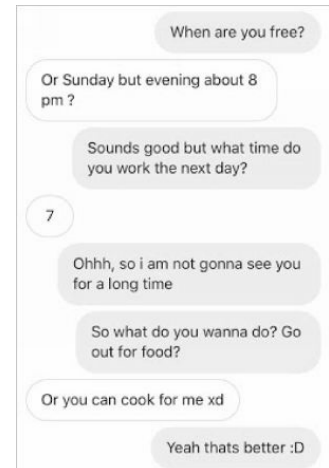 When are you free?
Or Sunday but evening about 8
pm ?
Sounds good but what time do
you work the next day?
7
Ohhh, so i am not gonna see you
for a long time
So what do you wanna do? Go
out for food?
Or you can cook for me xd
Yeah thats better :D